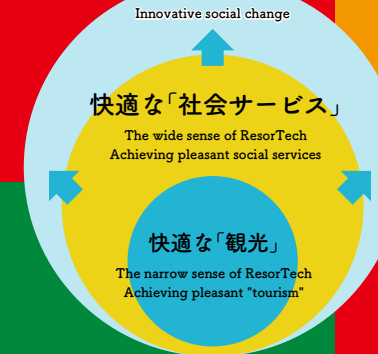 Innovative social change
快適な「社会サービス」
The wide sense of ResorTech
Achieving pleasant social services
快適な「観光」
The narrow sense of ResorTech
Achieving pleasant "tourism"